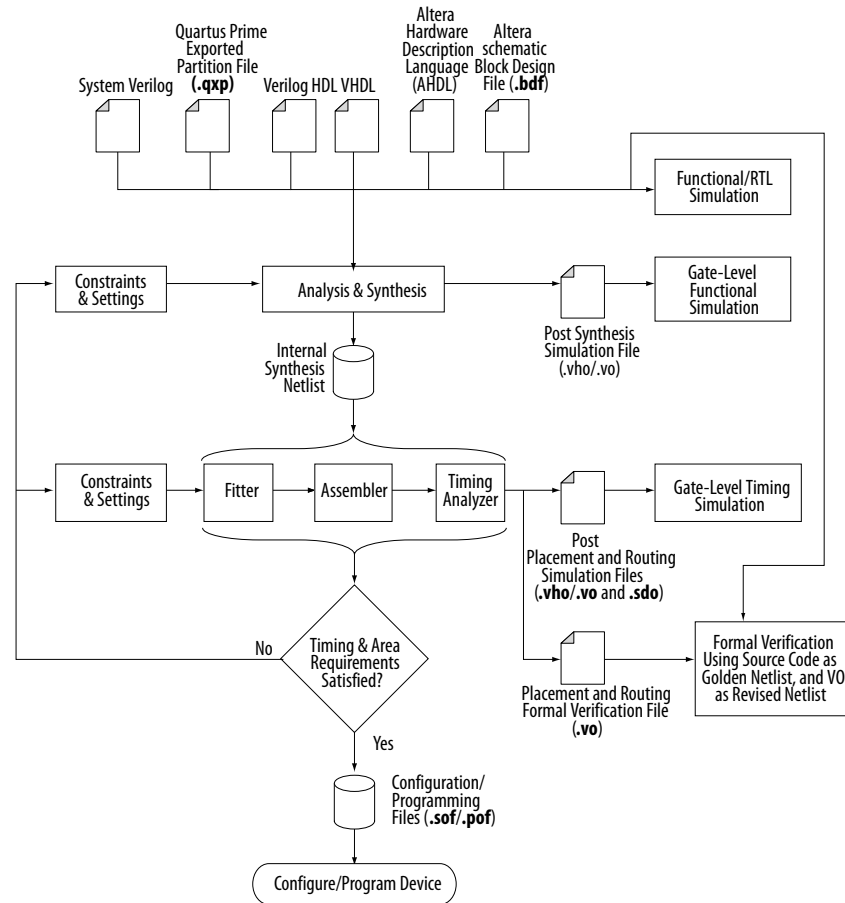 Quartus Prime
Exported
Partition File
(.qxp)
Altera
Hardware
Description
Language
(AHDL)
Altera
schematic
Block Design
File (.bdf)
System Verilog
Verilog HDL
VHDL
Functional/RTL
Simulation
Constraints
& Settings
Analysis & Synthesis
Gate-Level
Functional
Simulation
Post Synthesis
Simulation File
(.vho/.vo)
Internal
Synthesis
Netlist
Constraints
& Settings
Fitter
Assembler
Timing
Analyzer
Gate-Level Timing
Simulation
Post
Placement and Routing
Simulation Files
(.vho/.vo and .sdo)
No
Timing & Area
Requirements
Satisfied?
Formal Verification
Using Source Code as
Golden Netlist, and VO
as Revised Netlist
Placement and Routing
Formal Verification File
(.vo)
Yes
Configuration/
Programming
Files (.sof/.pof)
Configure/Program Device